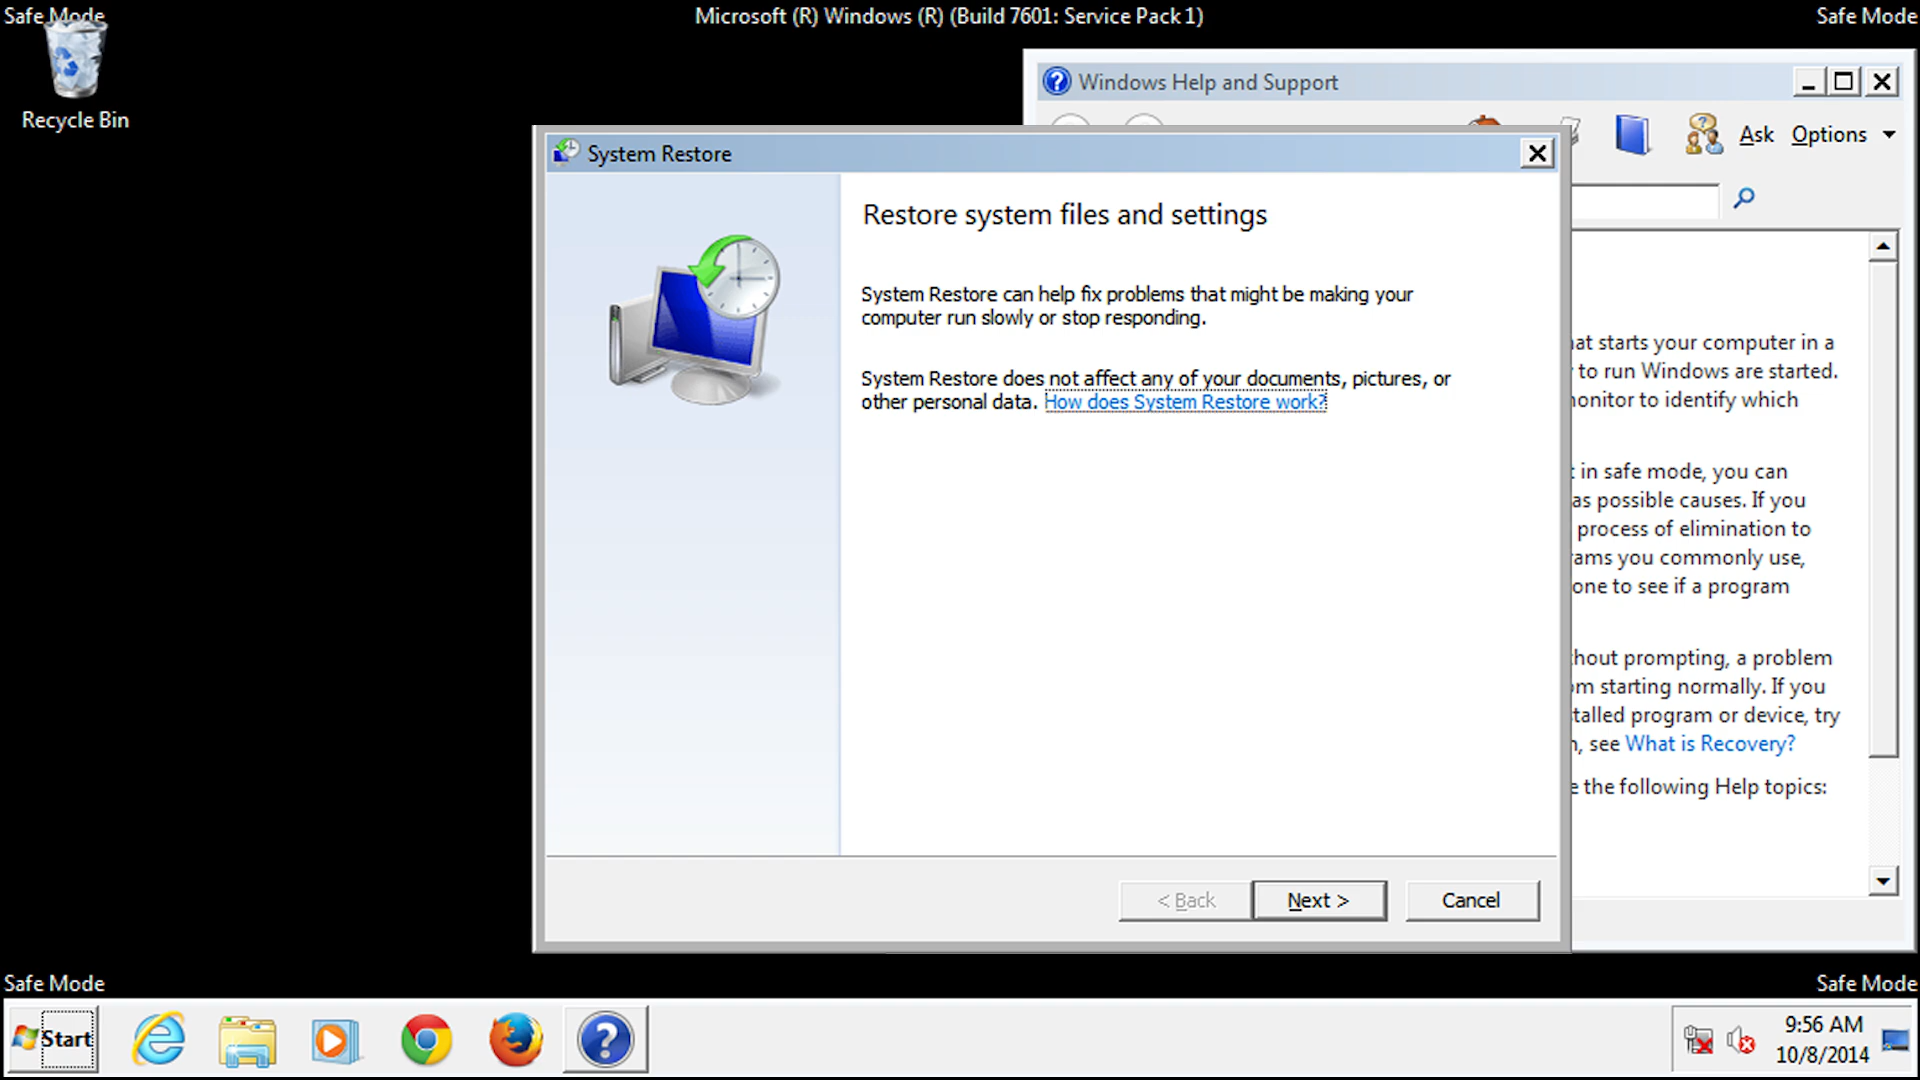 Safe Mode
Microsoft (R) Windows (R) (Build 7601: Service Pack 1)
Safe Mode
Recycle Bin
Windows Help and Support
Ask
Options
System Restore
Restore system files and settings
System Restore can help fix problems that might be making your
computer run slowly or stop responding.
System Restore does not affect any of your documents, pictures, or
other personal data. How does System Restore work?
< Back
Next >
Cancel
at starts your computer in a
to run Windows are started.
onitor to identify which
in safe mode, you can
as possible causes. If you
process of elimination to
ams you commonly use,
one to see if a program
hout prompting, a problem
om starting normally. If you
talled program or device, try
, see What is Recovery?
e the following Help topics:
Safe Mode
Safe Mode
Start
9:56 AM
10/8/2014